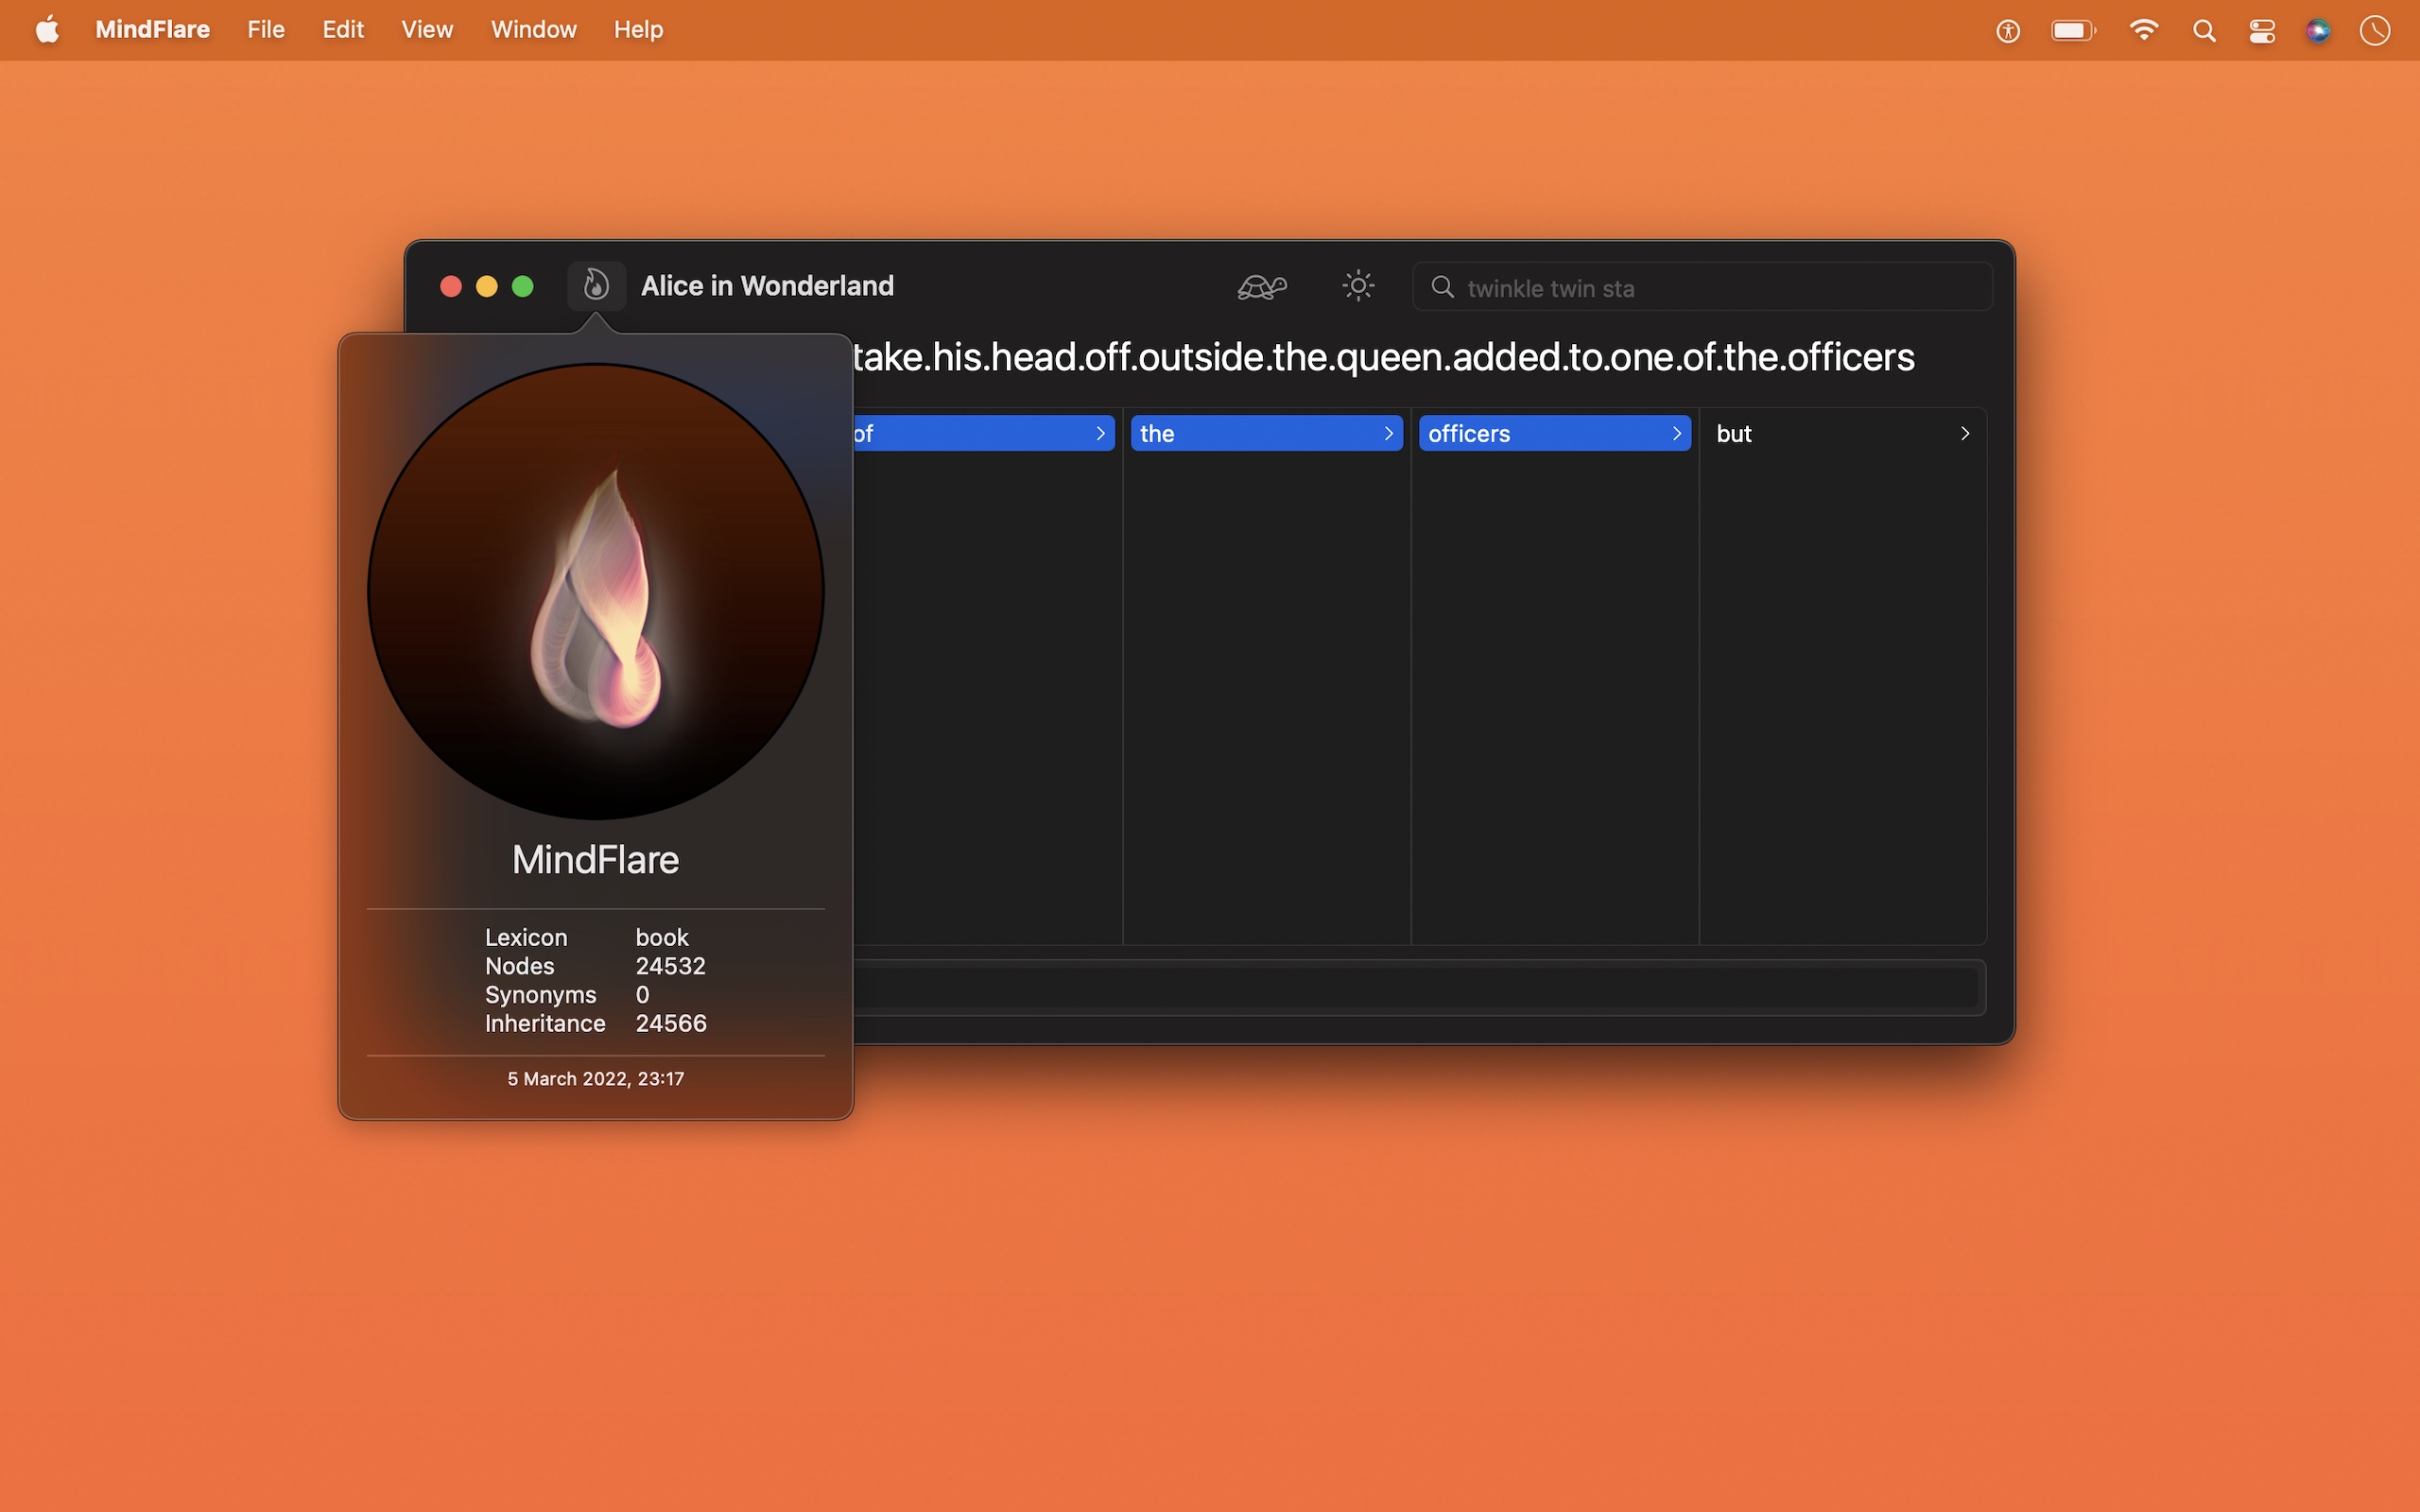 MindFlare File Edit View Window Help
Alice in Wonderland
twinkle twin sta
take.his.head.off.outside.the.queen.added.to.one.of.the.officers
of the officers but
MindFlare
Lexicon book
Nodes 24532
Synonyms 0
Inheritance 24566
5 March 2022, 23:17